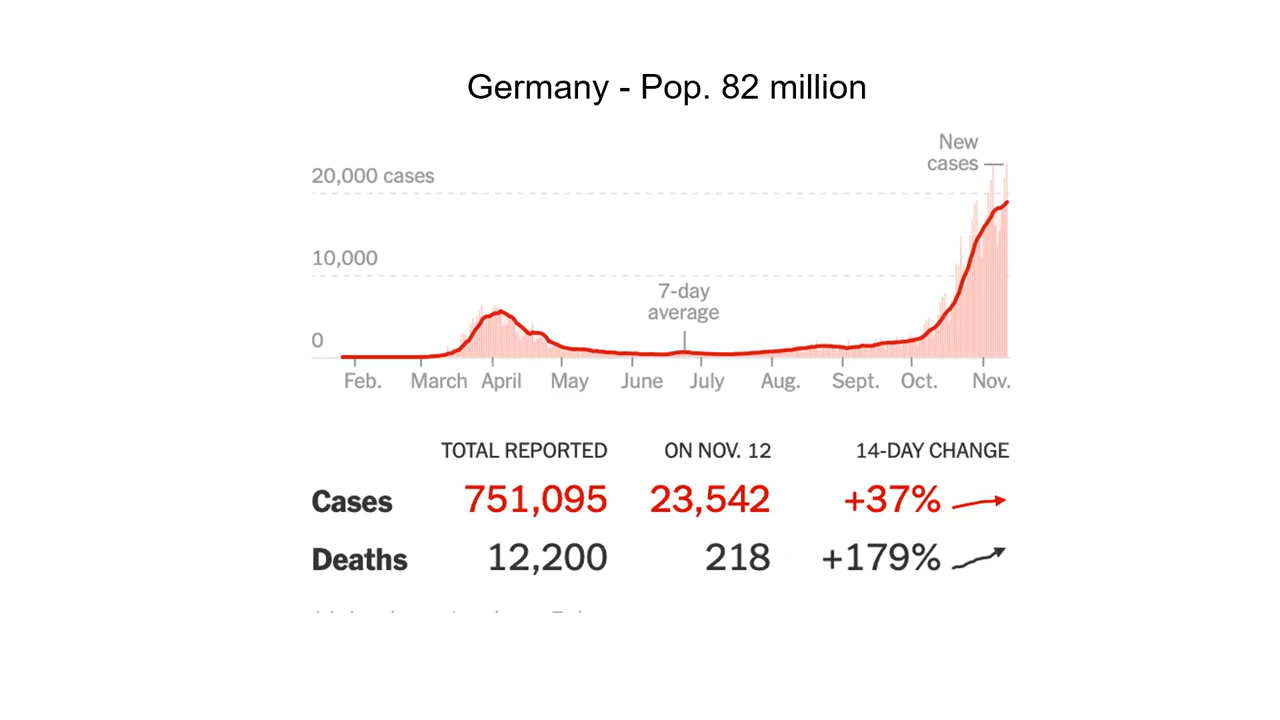 Germany - Pop. 82 million
New
cases
20,000 cases
10,000
7-day
average
0
Feb. March April May June July Aug. Sept. Oct. Nov.
TOTAL REPORTED ON NOV. 12 14-DAY CHANGE
Cases 751,095 23,542 +37%
Deaths 12,200 218 +179%